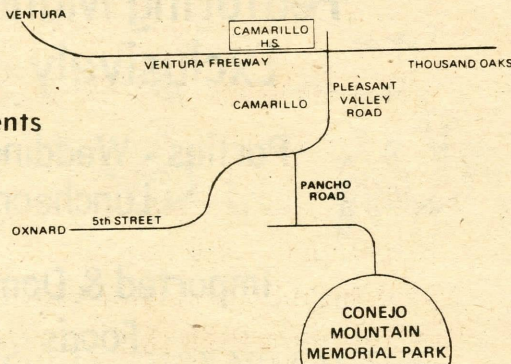 VENTURA
CAMARILLO
H.S.
VENTURA FREEWAY
THOUSAND OAKS
PLEASANT
VALLEY
ROAD
CAMARILLO
ents
PANCHO
ROAD
OXNARD
5th STREET
CONEJO
MOUNTAIN
MEMORIAL PARK